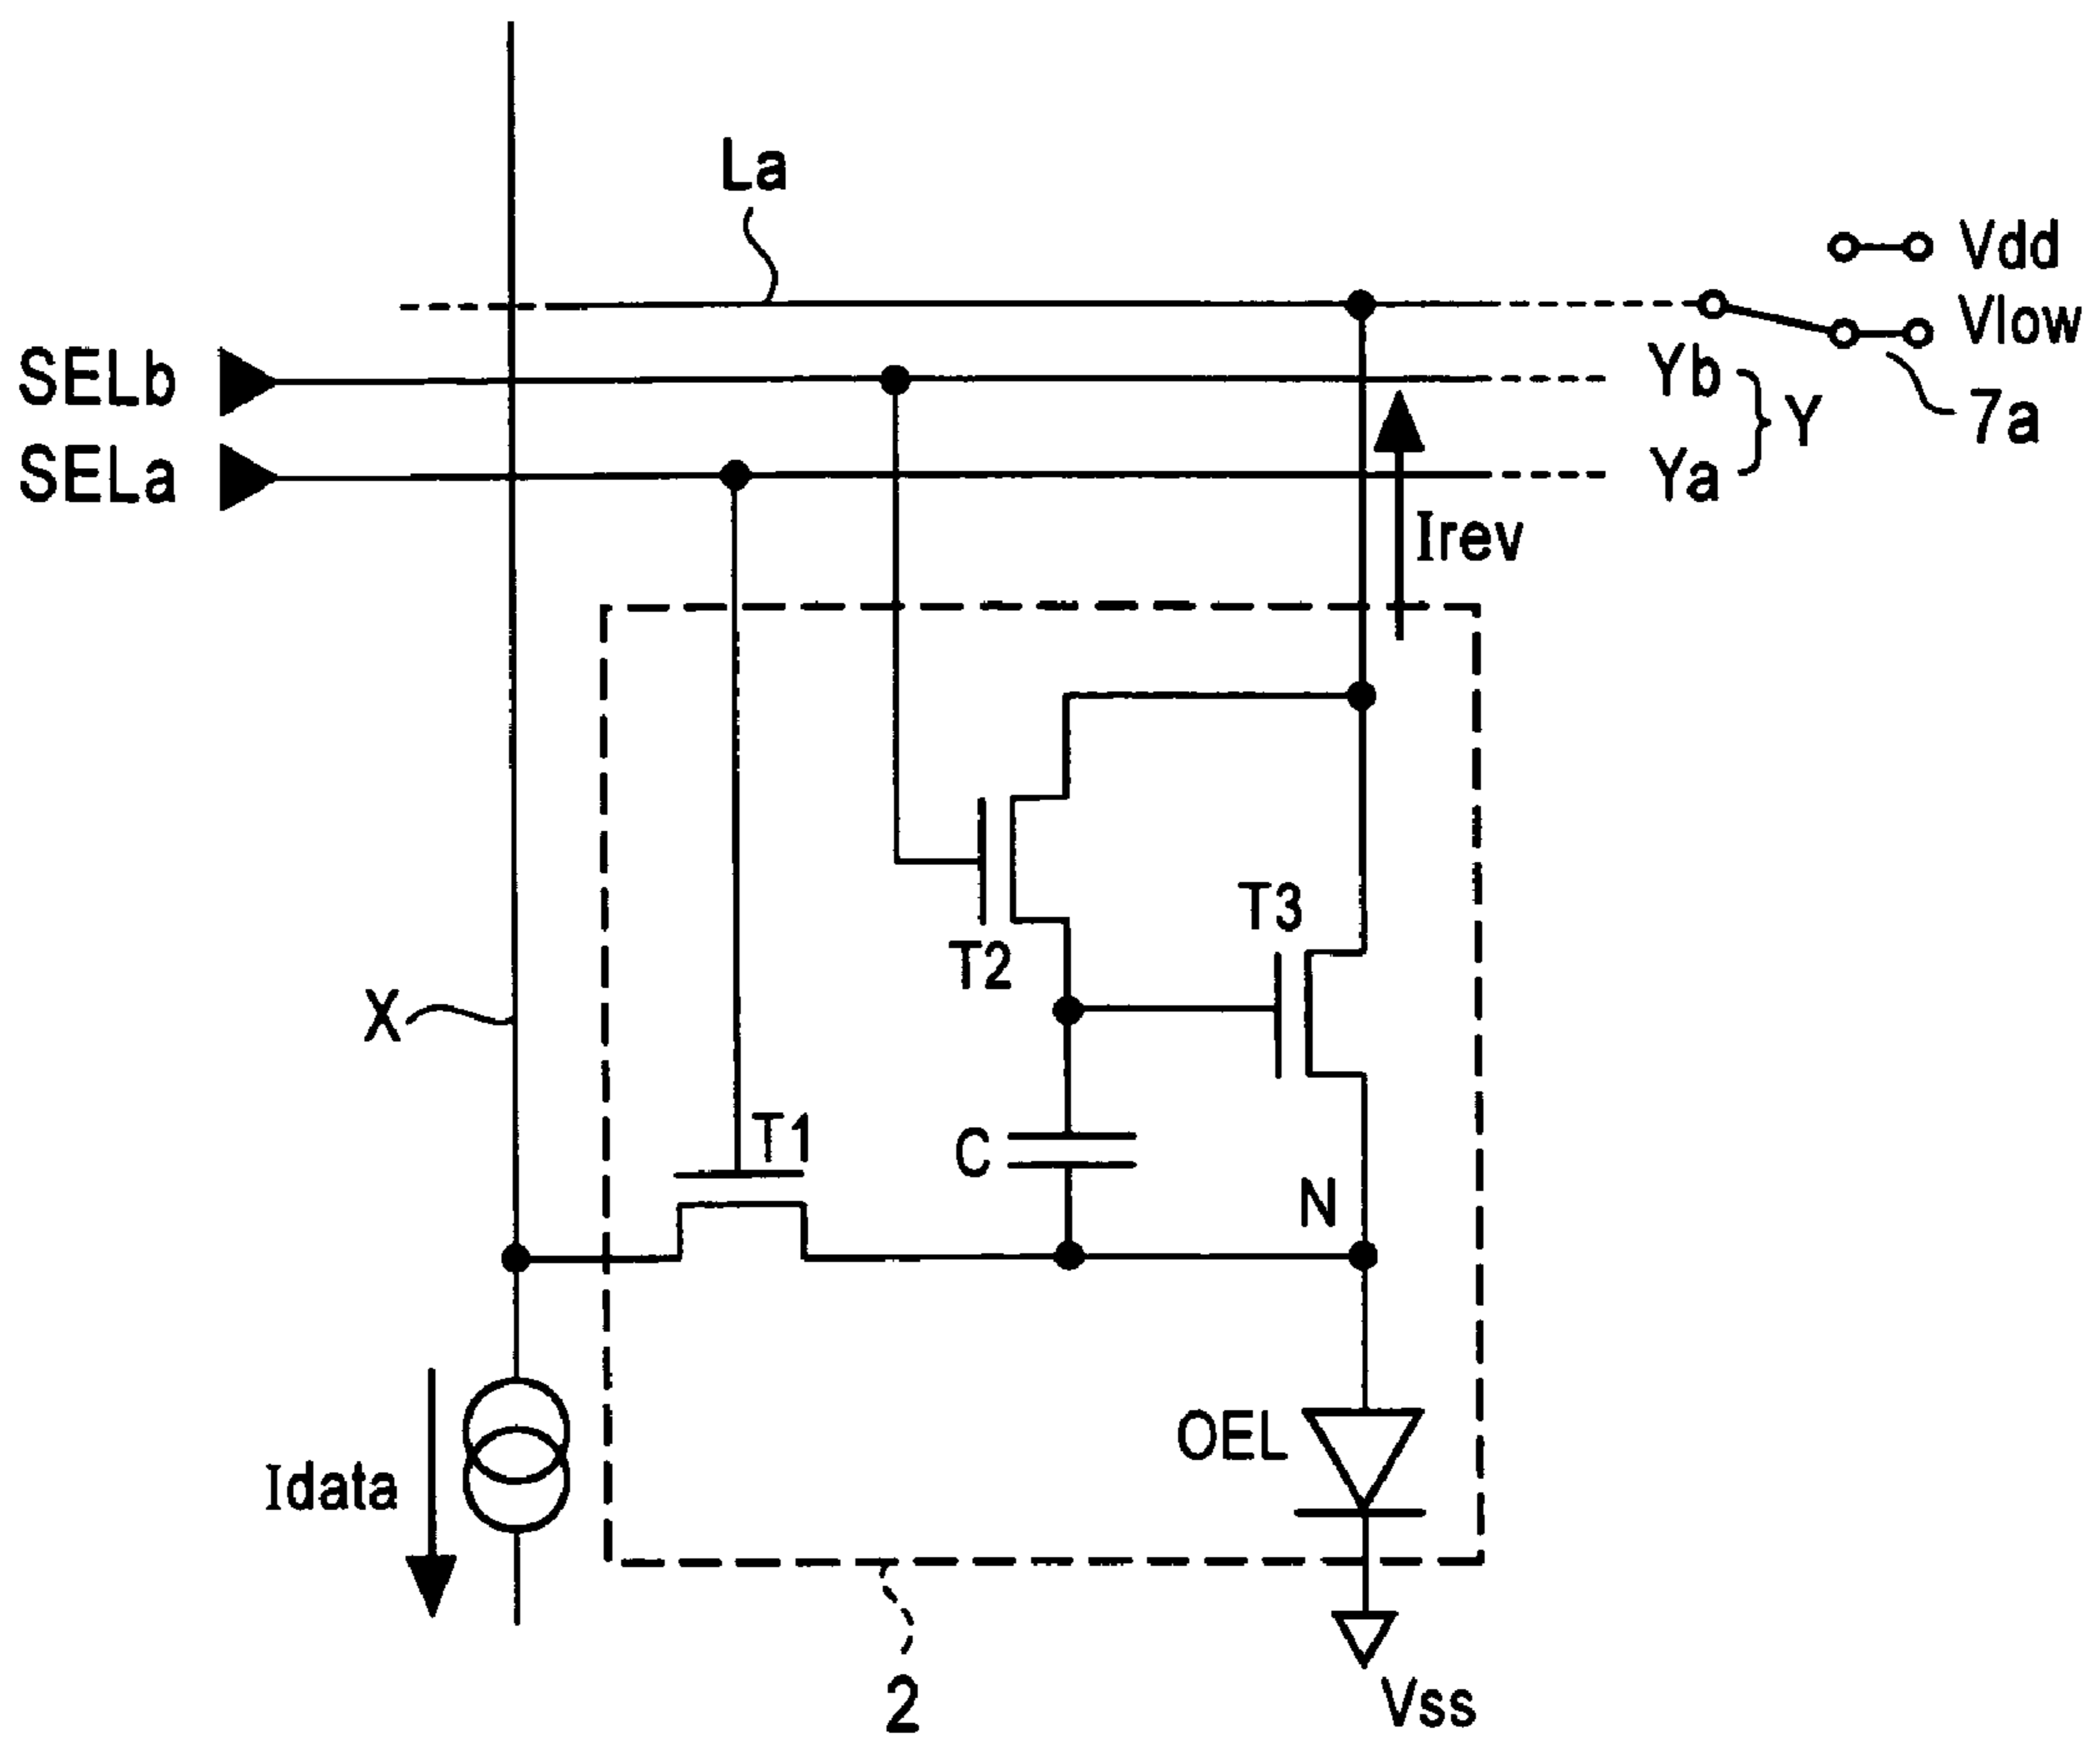 La
Vdd
Vlow
SELb
Yb
Y
7a
SELa
Ya
Irev
T3
T2
X
T1
C
N
OEL
Idata
2
Vss